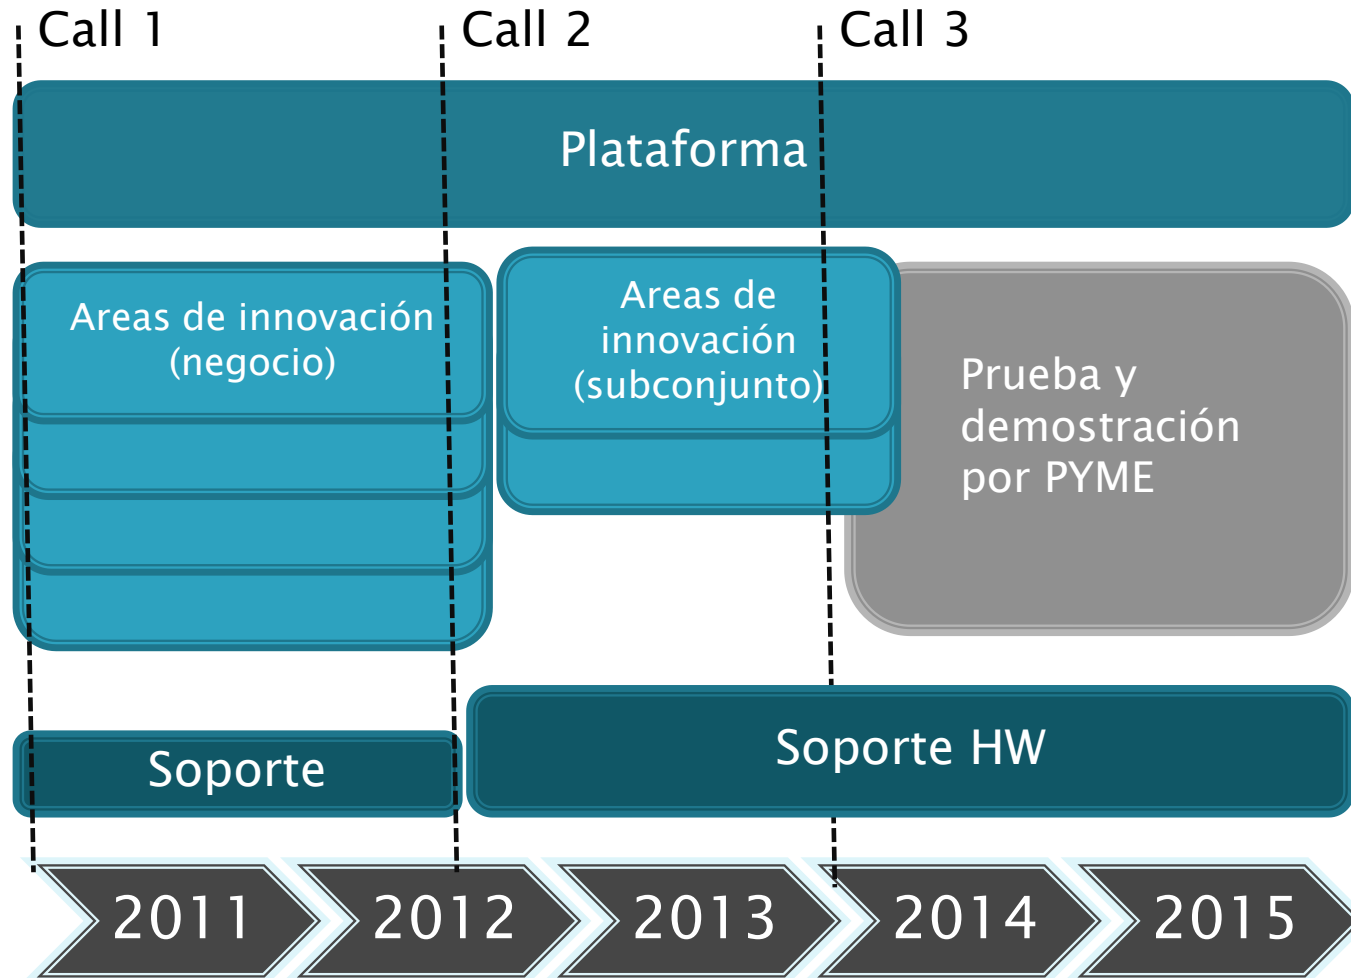 Call 1
Call 2
Call 3
Plataforma
Areas de innovación
(negocio)
Areas de
innovación
(subconjunto)
Prueba y
demostración
por PYME
Soporte
Soporte HW
2011
2012
2013
2014
2015